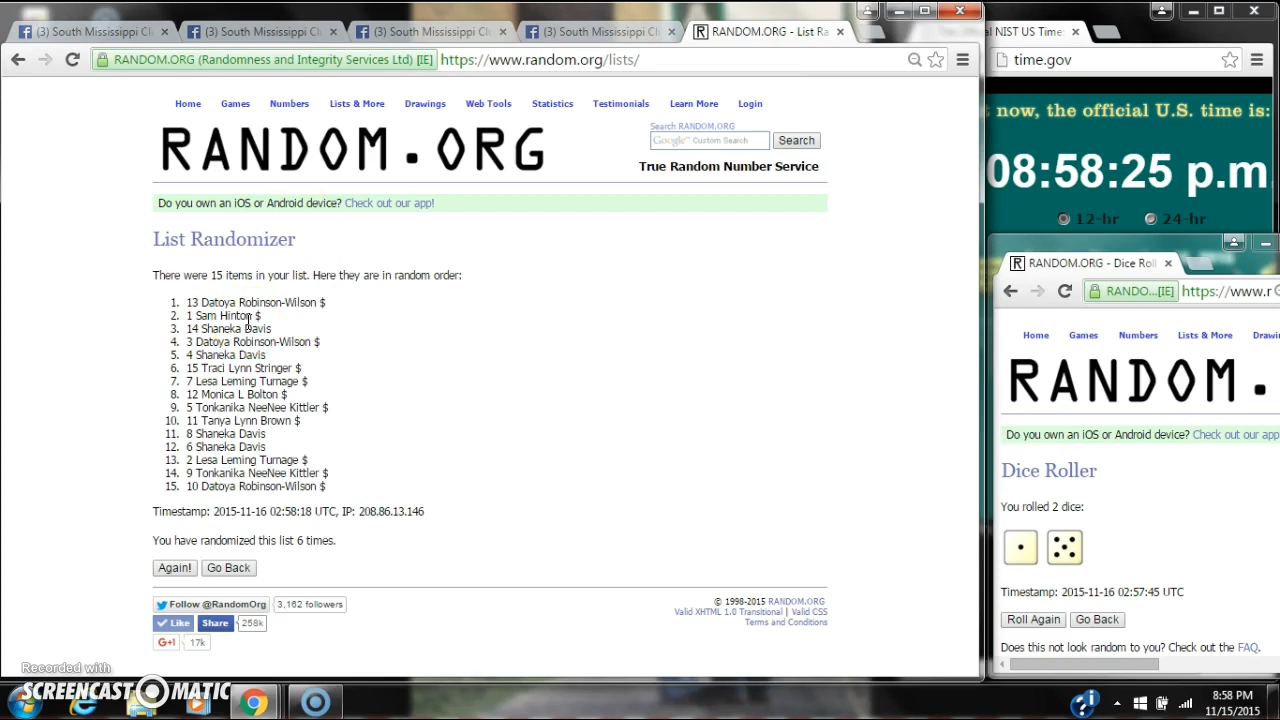 (3) South Mississippi C
(3) South Mississippi C
(3) South Mississippi C
(3) South Mississippi C
RANDOM.ORG - List Ra
NIST US Time
RANDOM.ORG (Randomness and Integrity Services Ltd) [IE]
https://www.random.org/lists/
time.gov
Home Games Numbers Lists & More Drawings Web Tools Statistics Testimonials Learn More Login
RANDOM.ORG
Search RANDOM.ORG
Google™ Custom Search
Search
True Random Number Service
t now, the official U.S. time is:
08:58:25 p.m
12-hr 24-hr
Do you own an iOS or Android device? Check out our app!
List Randomizer
There were 15 items in your list. Here they are in random order:
1. 13 Datoya Robinson-Wilson $
2. 1 Sam Hinton $
3. 14 Shaneka Davis
4. 3 Datoya Robinson-Wilson $
5. 4 Shaneka Davis
6. 15 Traci Lynn Stringer $
7. 7 Lesa Leming Turnage $
8. 12 Monica L Bolton $
9. 5 Tonkanika NeeNee Kittler $
10. 11 Tanya Lynn Brown $
11. 8 Shaneka Davis
12. 6 Shaneka Davis
13. 2 Lesa Leming Turnage $
14. 9 Tonkanika NeeNee Kittler $
15. 10 Datoya Robinson-Wilson $
Timestamp: 2015-11-16 02:58:18 UTC, IP: 208.86.13.146
You have randomized this list 6 times.
Again! Go Back
Follow @RandomOrg 3,162 followers
Like Share 258k
G+1 17k
© 1998-2015 RANDOM.ORG
Valid XHTML 1.0 Transitional | Valid CSS
Terms and Conditions
RANDOM.ORG - Dice Roll
RANDO...[IE] https://www.r
Home Games Numbers Lists & More Drawin
RANDOM.
Do you own an iOS or Android device? Check out our app
Dice Roller
You rolled 2 dice:
Timestamp: 2015-11-16 02:57:45 UTC
Roll Again Go Back
Does this not look random to you? Check out the FAQ.
Recorded with
SCREENCAST-O-MATIC
8:58 PM
11/15/2015